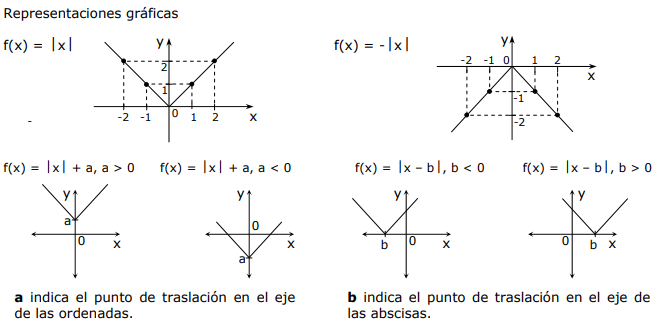 Representaciones gráficas
f(x) = |x|
y
2
1
-2 -1 0 1 2 x
f(x) = -|x|
y
-2 -1 0 1 2
x
-1
-2
-
f(x) = |x| + a, a > 0
f(x) = |x| + a, a < 0
f(x) = |x – b|, b < 0
f(x) = |x – b|, b > 0
y
a
0 x
y
0
x
a
y
b 0 x
y
0 b x
a indica el punto de traslación en el eje
de las ordenadas.
b indica el punto de traslación en el eje de
las abscisas.